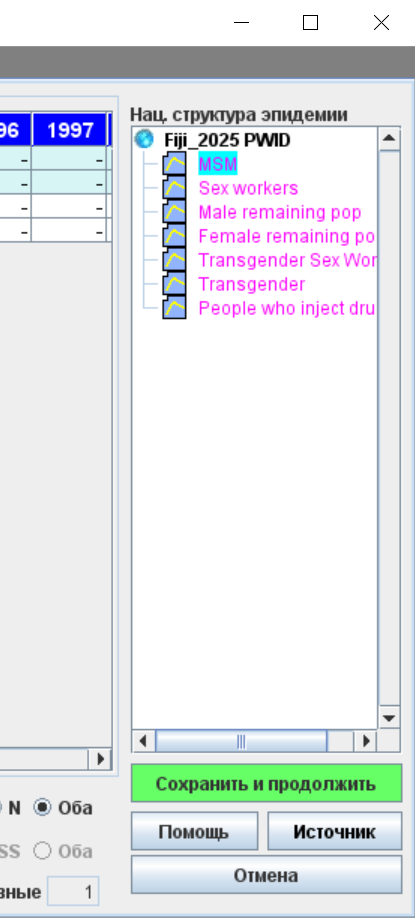 Нац. структура эпидемии
96 1997
Fiji_2025 PWID
- -
MSM
- -
Sex workers
- -
Male remaining pop
- -
Female remaining po
Transgender Sex Wor
Transgender
People who inject dru
Сохранить и продолжить
N Оба
Помощь Источник
SS Оба
Отмена
зные 1